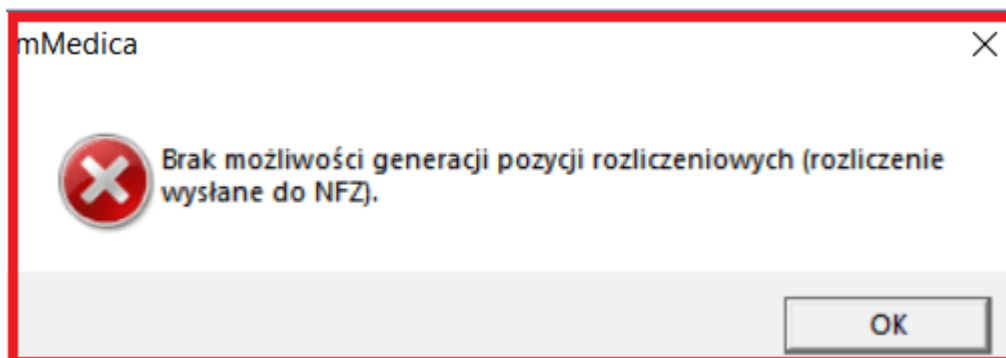 mMedica
Brak możliwości generacji pozycji rozliczeniowych (rozliczenie
wysłane do NFZ).
OK